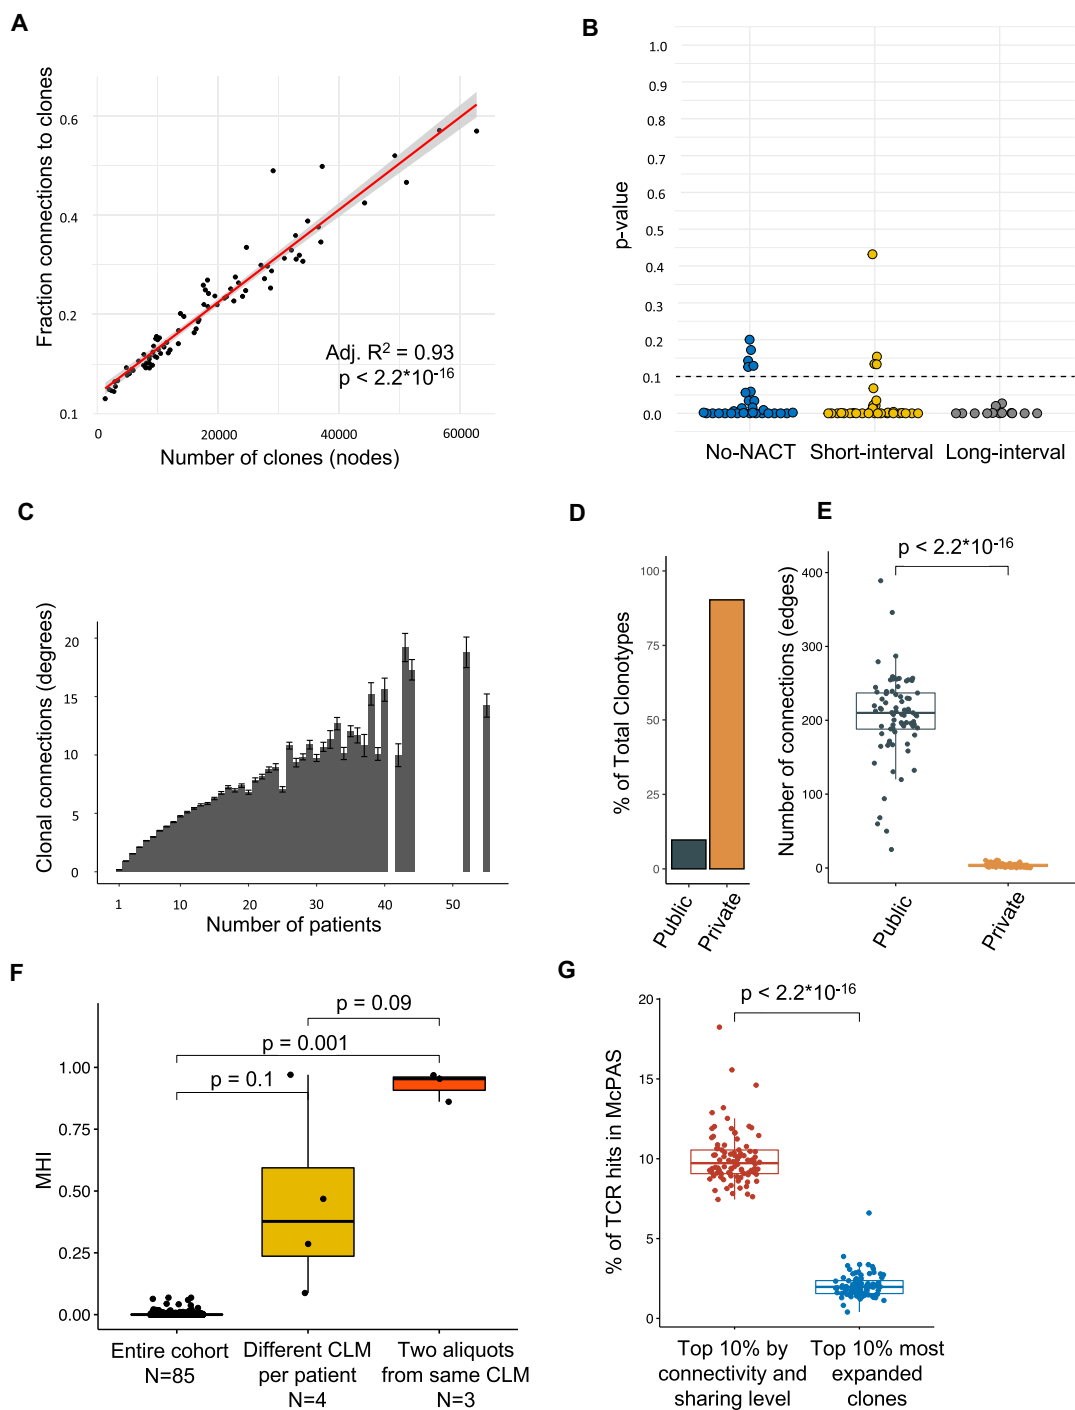 A
Fraction connections to clones
0.6
0.4
0.2
0.1
Adj. R2 = 0.93
p < 2.2*10-16
0
20000
40000
60000
Number of clones (nodes)
B
p-value
1.0
0.9
0.8
0.7
0.6
0.5
0.4
0.3
0.2
0.1
0.0
No-NACT
Short-interval
Long-interval
C
Clonal connections (degrees)
20
15
10
5
0
1
10
20
30
40
50
Number of patients
D
% of Total Clonotypes
100
75
50
25
0
Public
Private
E
p < 2.2*10-16
Number of connections (edges)
400
300
200
100
0
Public
Private
F
MHI
p = 0.09
p = 0.001
p = 0.1
1.00
0.75
0.50
0.25
0.00
Entire cohort
N=85
Different CLM
per patient
N=4
Two aliquots
from same CLM
N=3
G
% of TCR hits in McPAS
p < 2.2*10-16
20
15
10
5
0
Top 10% by
connectivity and
sharing level
Top 10% most
expanded
clones